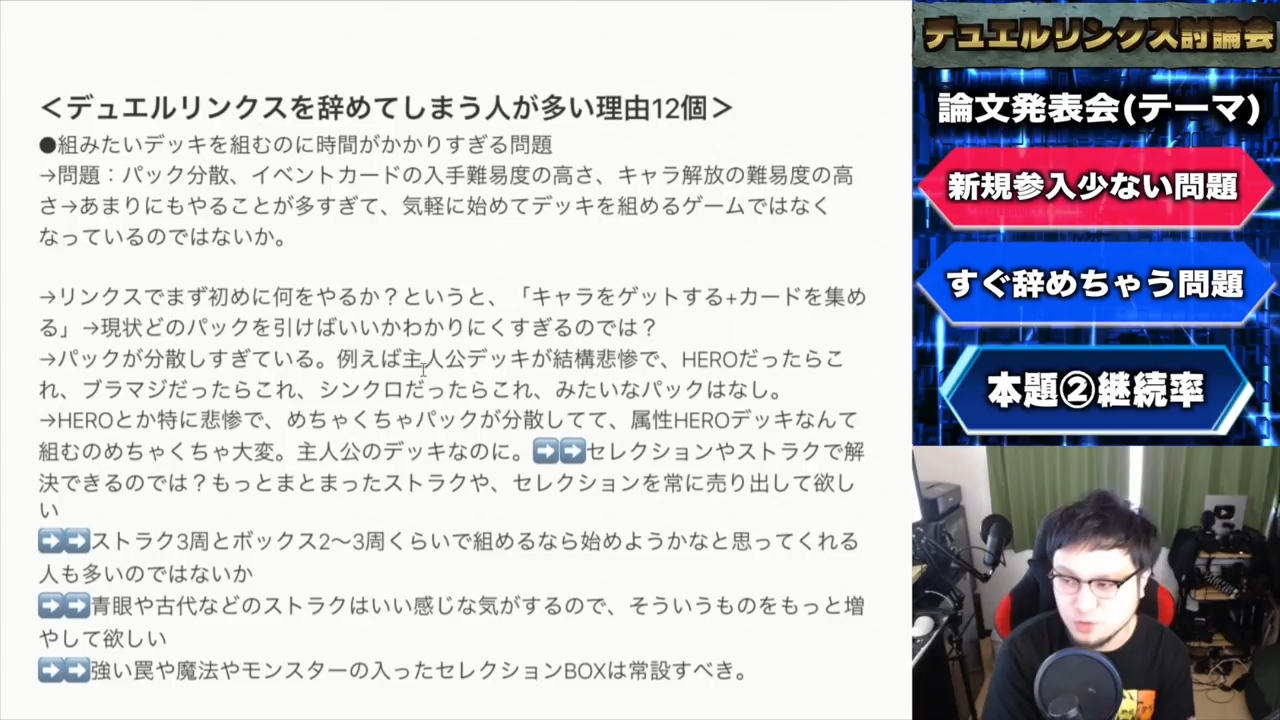 ＜デュエルリンクスを辞めてしまう人が多い理由12個＞
●組みたいデッキを組むのに時間がかかりすぎる問題
→問題：パック分散、イベントカードの入手難易度の高さ、キャラ解放の難易度の高
さ→あまりにもやることが多すぎて、気軽に始めてデッキを組めるゲームではなく
なっているのではないか。
→リンクスでまず初めに何をやるか？というと、「キャラをゲットする+カードを集め
る」→現状どのパックを引けばいいかわかりにくすぎるのでは？
→パックが分散しすぎている。例えば主人公デッキが結構悲惨で、HEROだったらこ
れ、ブラマジだったらこれ、シンクロだったらこれ、みたいなパックはなし。
→HEROとか特に悲惨で、めちゃくちゃパックが分散してて、属性HEROデッキなんて
組むのめちゃくちゃ大変。主人公のデッキなのに。➡️➡️セレクションやストラクで解
決できるのでは？もっとまとまったストラクや、セレクションを常に売り出して欲し
い
➡️➡️ストラク3周とボックス2〜3周くらいで組めるなら始めようかなと思ってくれる
人も多いのではないか
➡️➡️青眼や古代などのストラクはいい感じな気がするので、そういうものをもっと増
やして欲しい
➡️➡️強い罠や魔法やモンスターの入ったセレクションBOXは常設すべき。
デュエルリンクス討論会
論文発表会(テーマ)
新規参入少ない問題
すぐ辞めちゃう問題
本題②継続率